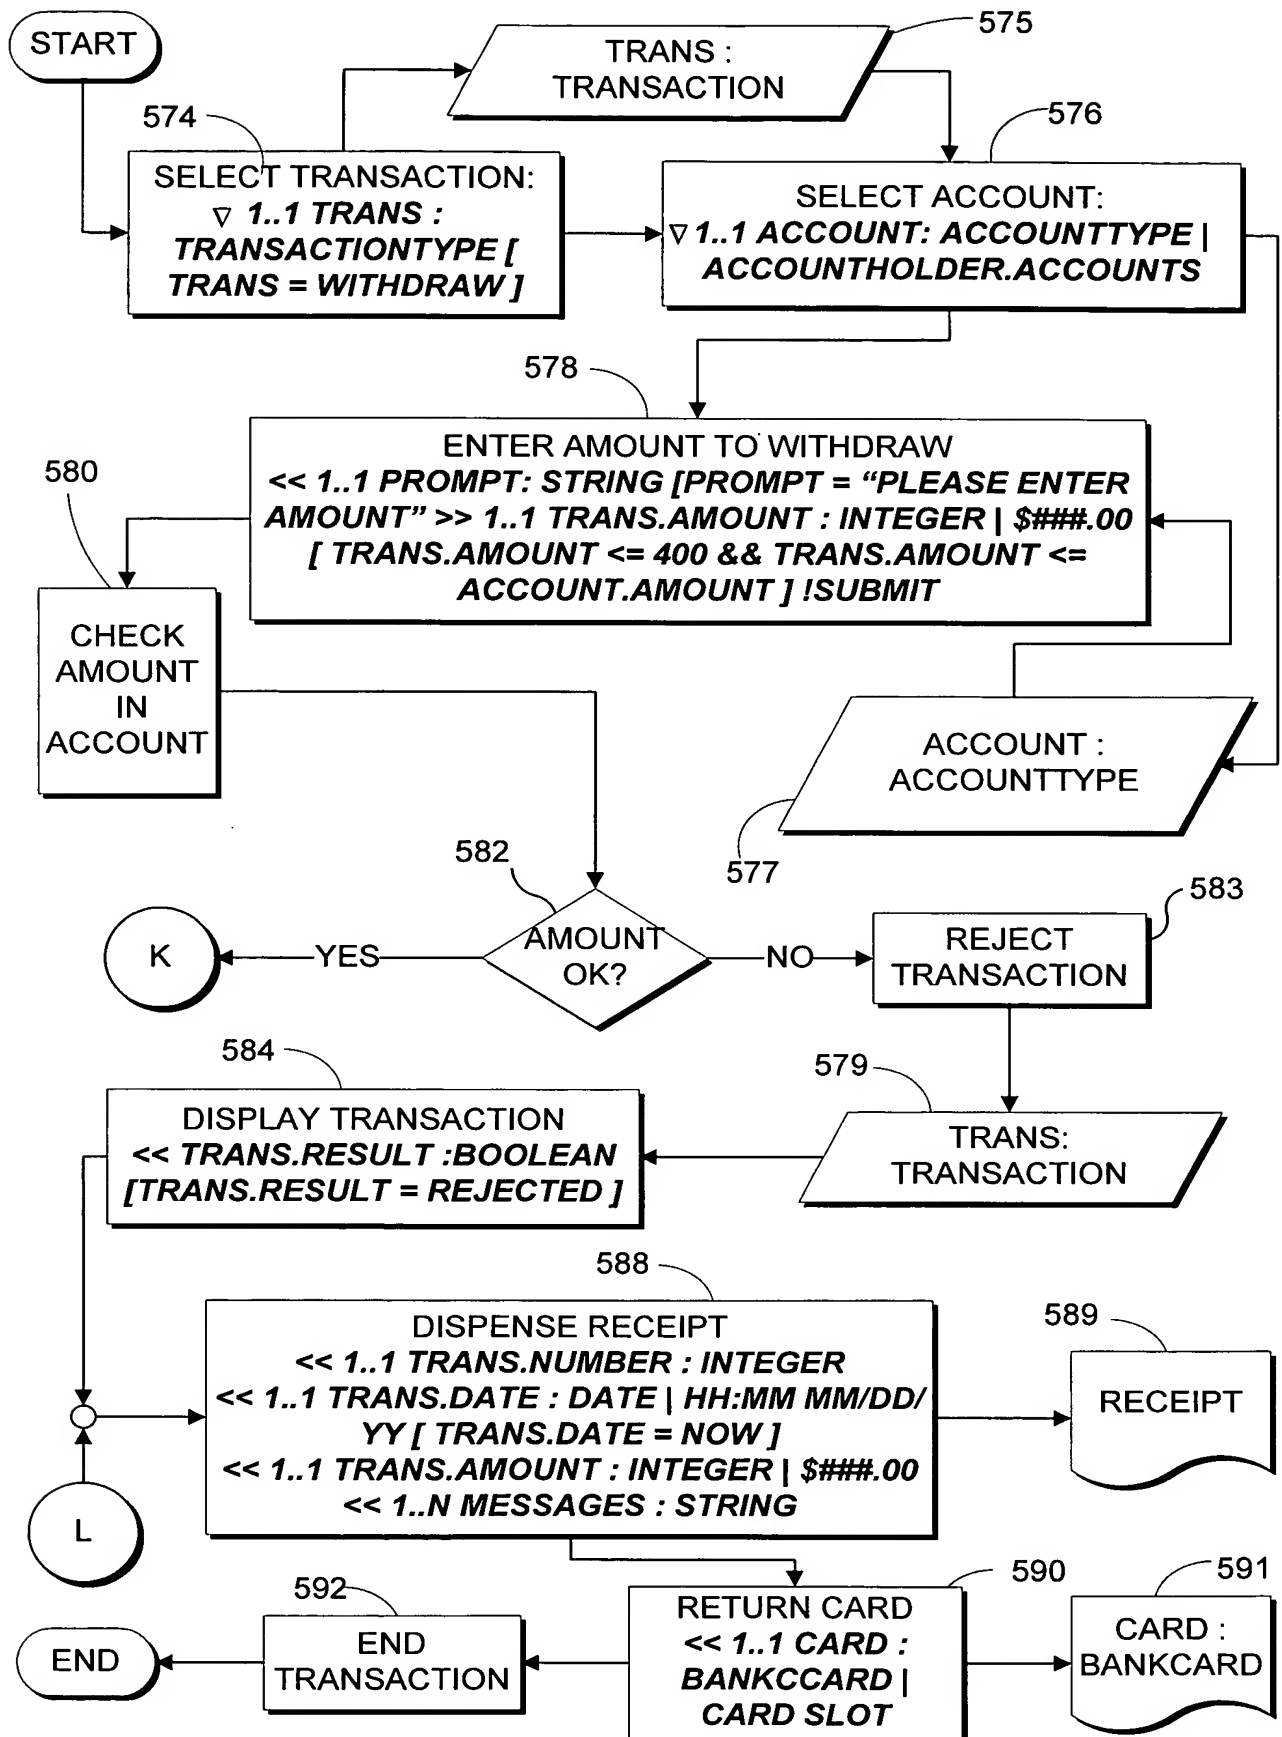 START
575
TRANS :
TRANSACTION
574
576
SELECT TRANSACTION:
▽ 1..1 TRANS :
TRANSACTIONTYPE [
TRANS = WITHDRAW ]
SELECT ACCOUNT:
▽ 1..1 ACCOUNT: ACCOUNTTYPE |
ACCOUNTHOLDER.ACCOUNTS
578
ENTER AMOUNT TO WITHDRAW
<< 1..1 PROMPT: STRING [PROMPT = “PLEASE ENTER
AMOUNT” >> 1..1 TRANS.AMOUNT : INTEGER | $###.00
[ TRANS.AMOUNT <= 400 && TRANS.AMOUNT <=
ACCOUNT.AMOUNT ] !SUBMIT
580
CHECK
AMOUNT
IN
ACCOUNT
ACCOUNT :
ACCOUNTTYPE
577
582
AMOUNT
OK?
YES
K
NO
583
REJECT
TRANSACTION
584
DISPLAY TRANSACTION
<< TRANS.RESULT :BOOLEAN
[TRANS.RESULT = REJECTED ]
579
TRANS:
TRANSACTION
588
DISPENSE RECEIPT
<< 1..1 TRANS.NUMBER : INTEGER
<< 1..1 TRANS.DATE : DATE | HH:MM MM/DD/
YY [ TRANS.DATE = NOW ]
<< 1..1 TRANS.AMOUNT : INTEGER | $###.00
<< 1..N MESSAGES : STRING
589
RECEIPT
L
590
RETURN CARD
<< 1..1 CARD :
BANKCCARD |
CARD SLOT
591
CARD :
BANKCARD
592
END
TRANSACTION
END